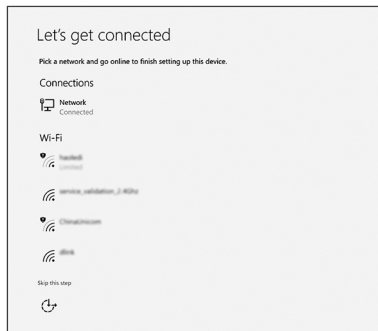 Let's get connected
Pick a network and go online to finish setting up this device.
Connections
Network
Connected
Wi-Fi
Limited
service_validation_2.4Ghz
ChinaUnicom
dlink
Skip this step